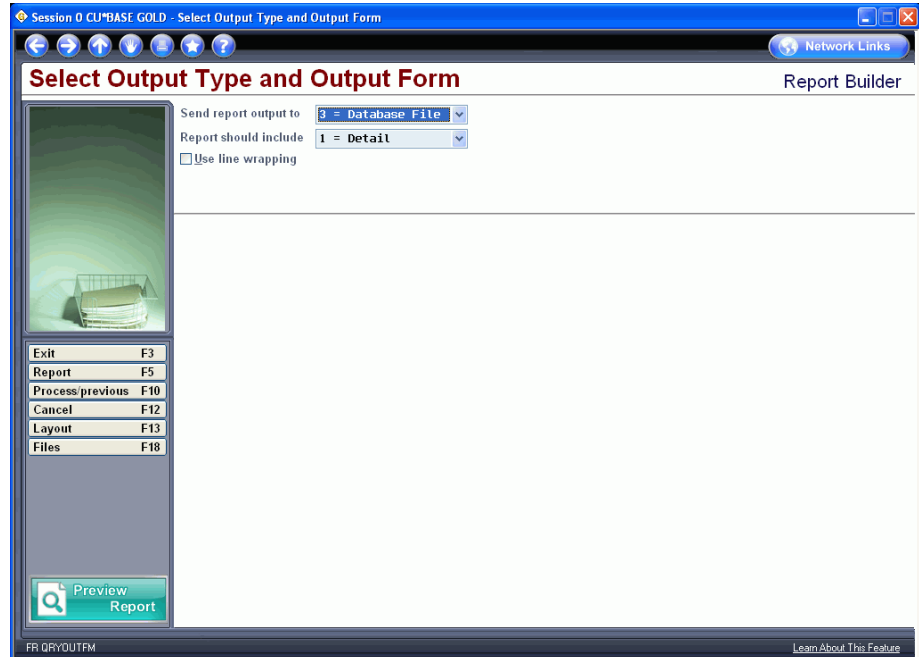 Session 0 CU*BASE GOLD - Select Output Type and Output Form
Network Links
Select Output Type and Output Form
Report Builder
Send report output to 3 = Database File
Report should include 1 = Detail
Use line wrapping
Exit F3
Report F5
Process/previous F10
Cancel F12
Layout F13
Files F18
Preview
Report
FR QRYOUTFM
Learn About This Feature